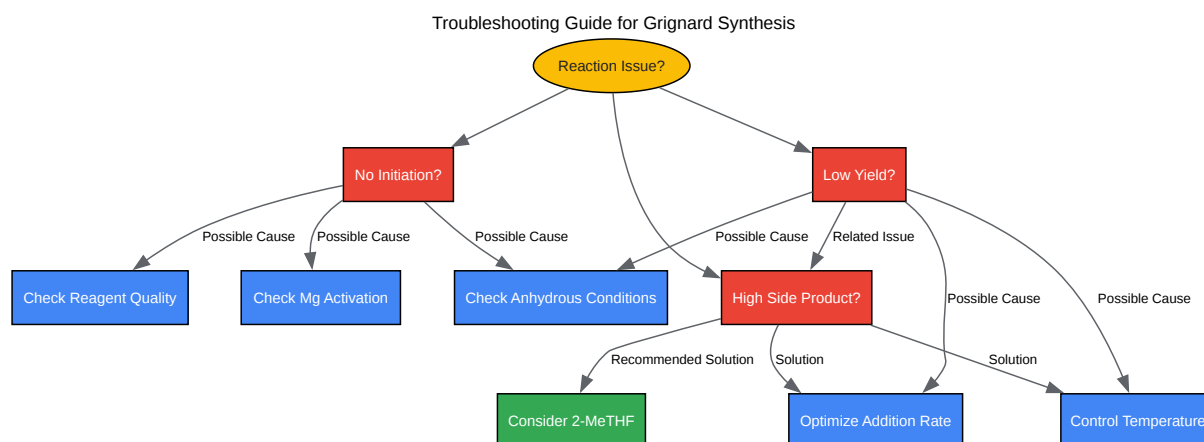 Troubleshooting Guide for Grignard Synthesis
Reaction Issue?
No Initiation?
Low Yield?
Possible Cause
Possible Cause
Possible Cause
Possible Cause
Related Issue
Check Reagent Quality
Check Mg Activation
Check Anhydrous Conditions
High Side Product?
Possible Cause
Possible Cause
Recommended Solution
Solution
Solution
Consider 2-MeTHF
Optimize Addition Rate
Control Temperature